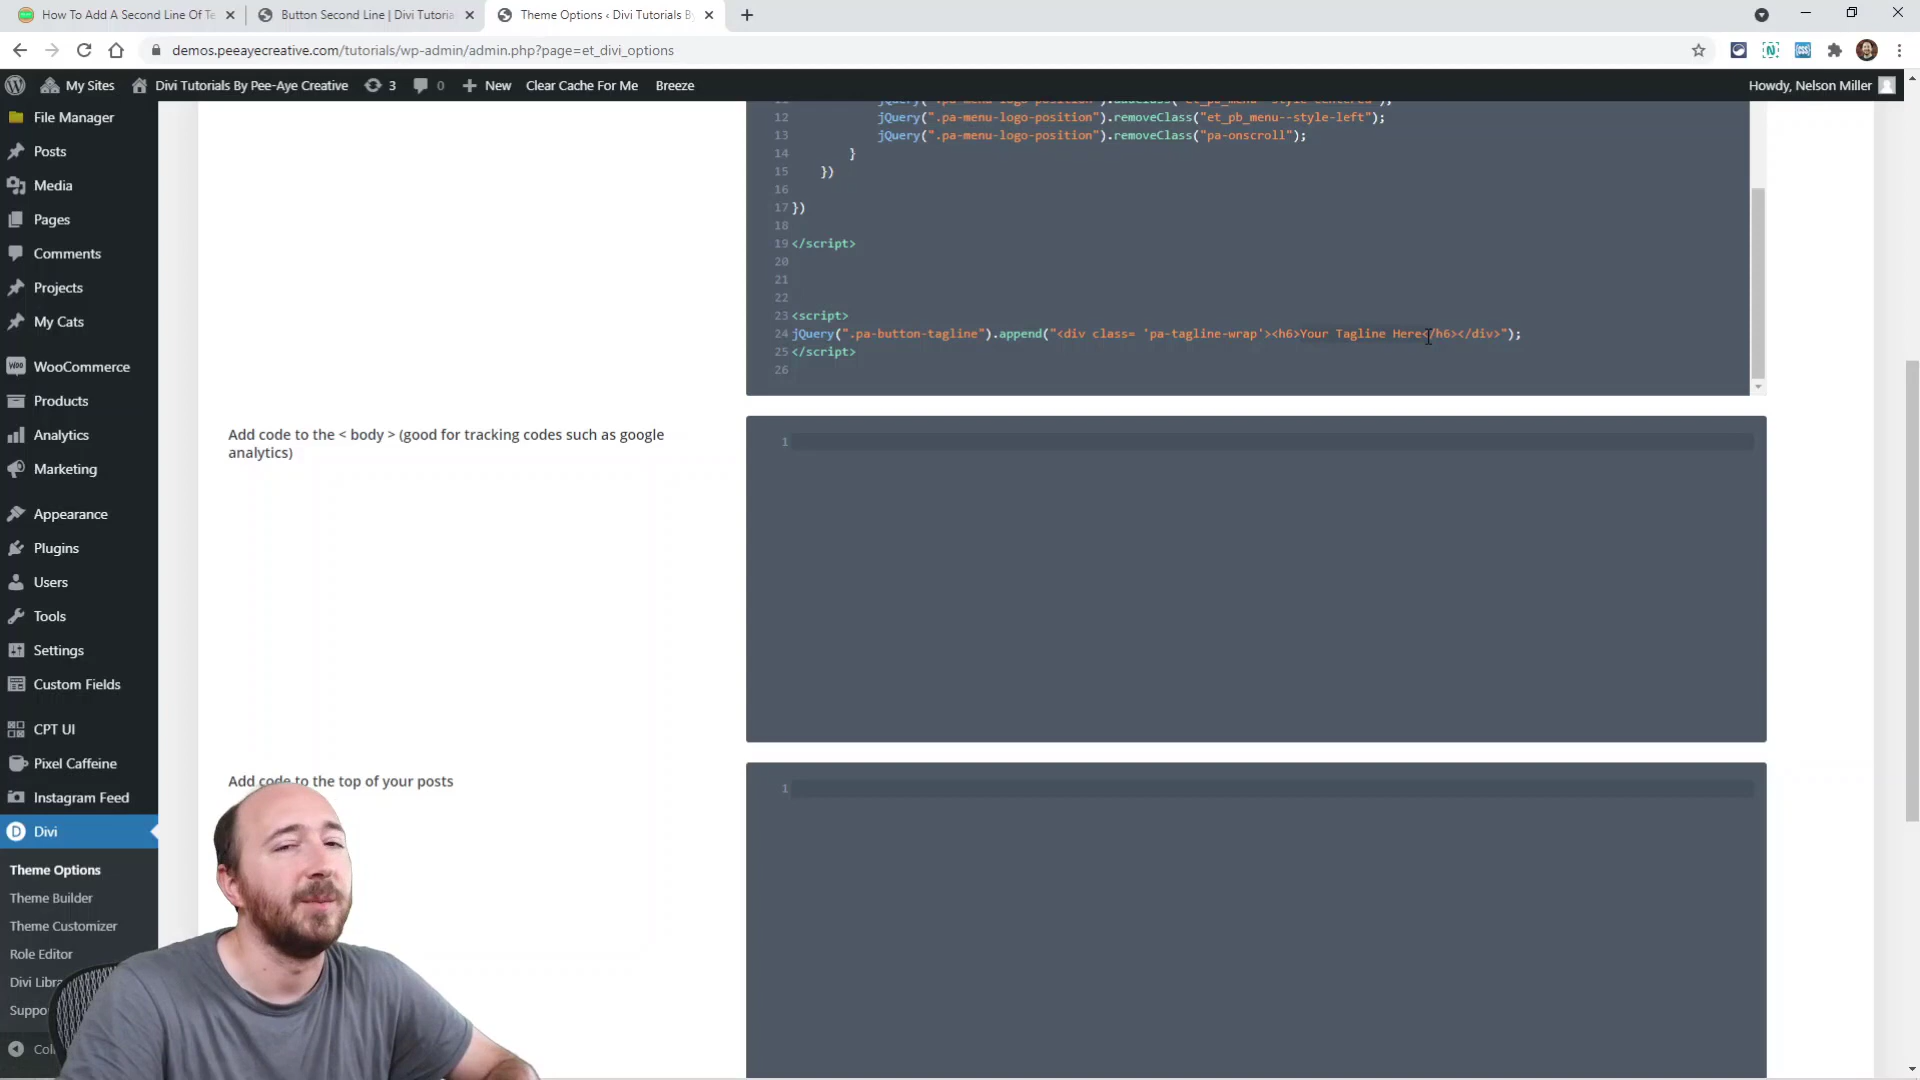 How To Add A Second Line Of Te
Button Second Line | Divi Tutoria
Theme Options ‹ Divi Tutorials B
demos.peeayecreative.com/tutorials/wp-admin/admin.php?page=et_divi_options
My Sites
Divi Tutorials By Pee-Aye Creative
3
0
New
Clear Cache For Me
Breeze
Howdy, Nelson Miller
File Manager
Posts
Media
Pages
Comments
Projects
My Cats
WooCommerce
Products
Analytics
Marketing
Appearance
Plugins
Users
Tools
Settings
Custom Fields
CPT UI
Pixel Caffeine
Instagram Feed
Divi
Theme Options
Theme Builder
Theme Customizer
Role Editor
Divi Libra
Suppo
Col
12 jQuery(".pa-menu-logo-position").removeClass("et_pb_menu--style-left");
13 jQuery(".pa-menu-logo-position").removeClass("pa-onscroll");
14 }
15 })
16
17 })
18
19 </script>
20
21
22
23 <script>
24 jQuery(".pa-button-tagline").append("<div class= 'pa-tagline-wrap'><h6>Your Tagline Here</h6></div>");
25 </script>
26
Add code to the < body > (good for tracking codes such as google
analytics)
1
Add code to the top of your posts
1